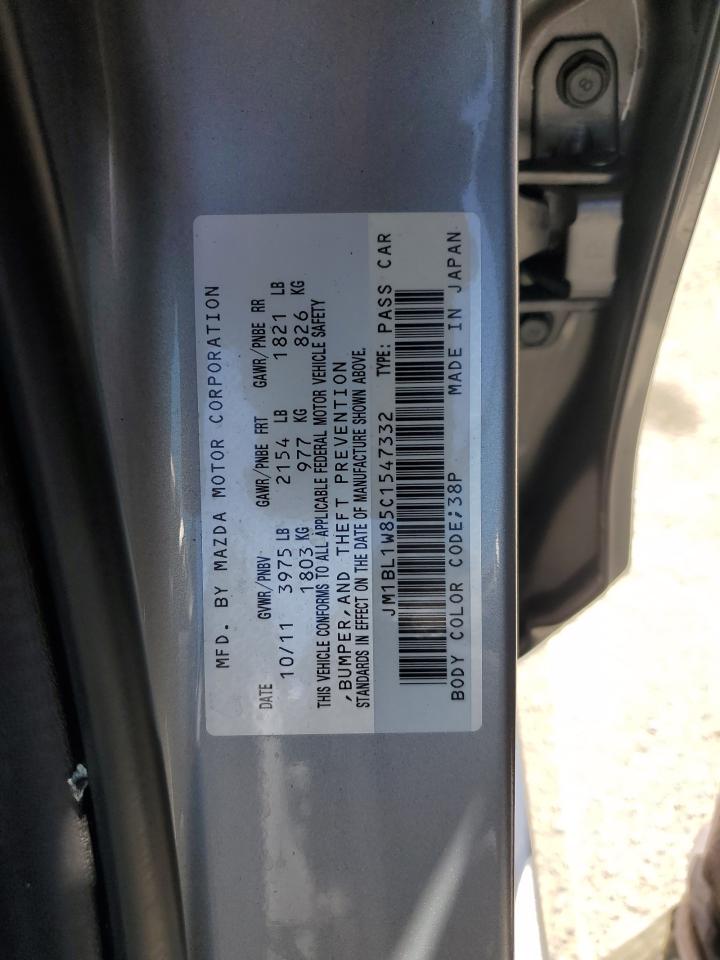 MFD. BY MAZDA MOTOR CORPORATION
DATE GVWR/PNBV GAWR/PNBE FRT GAWR/PNBE RR
10/11 3975 LB 2154 LB 1821 LB
1803 KG 977 KG 826 KG
THIS VEHICLE CONFORMS TO ALL APPLICABLE FEDERAL MOTOR VEHICLE SAFETY
,BUMPER, AND THEFT PREVENTION
STANDARDS IN EFFECT ON THE DATE OF MANUFACTURE SHOWN ABOVE.
JM1BL1W85C1547332 TYPE: PASS CAR
BODY COLOR CODE;38P MADE IN JAPAN
8